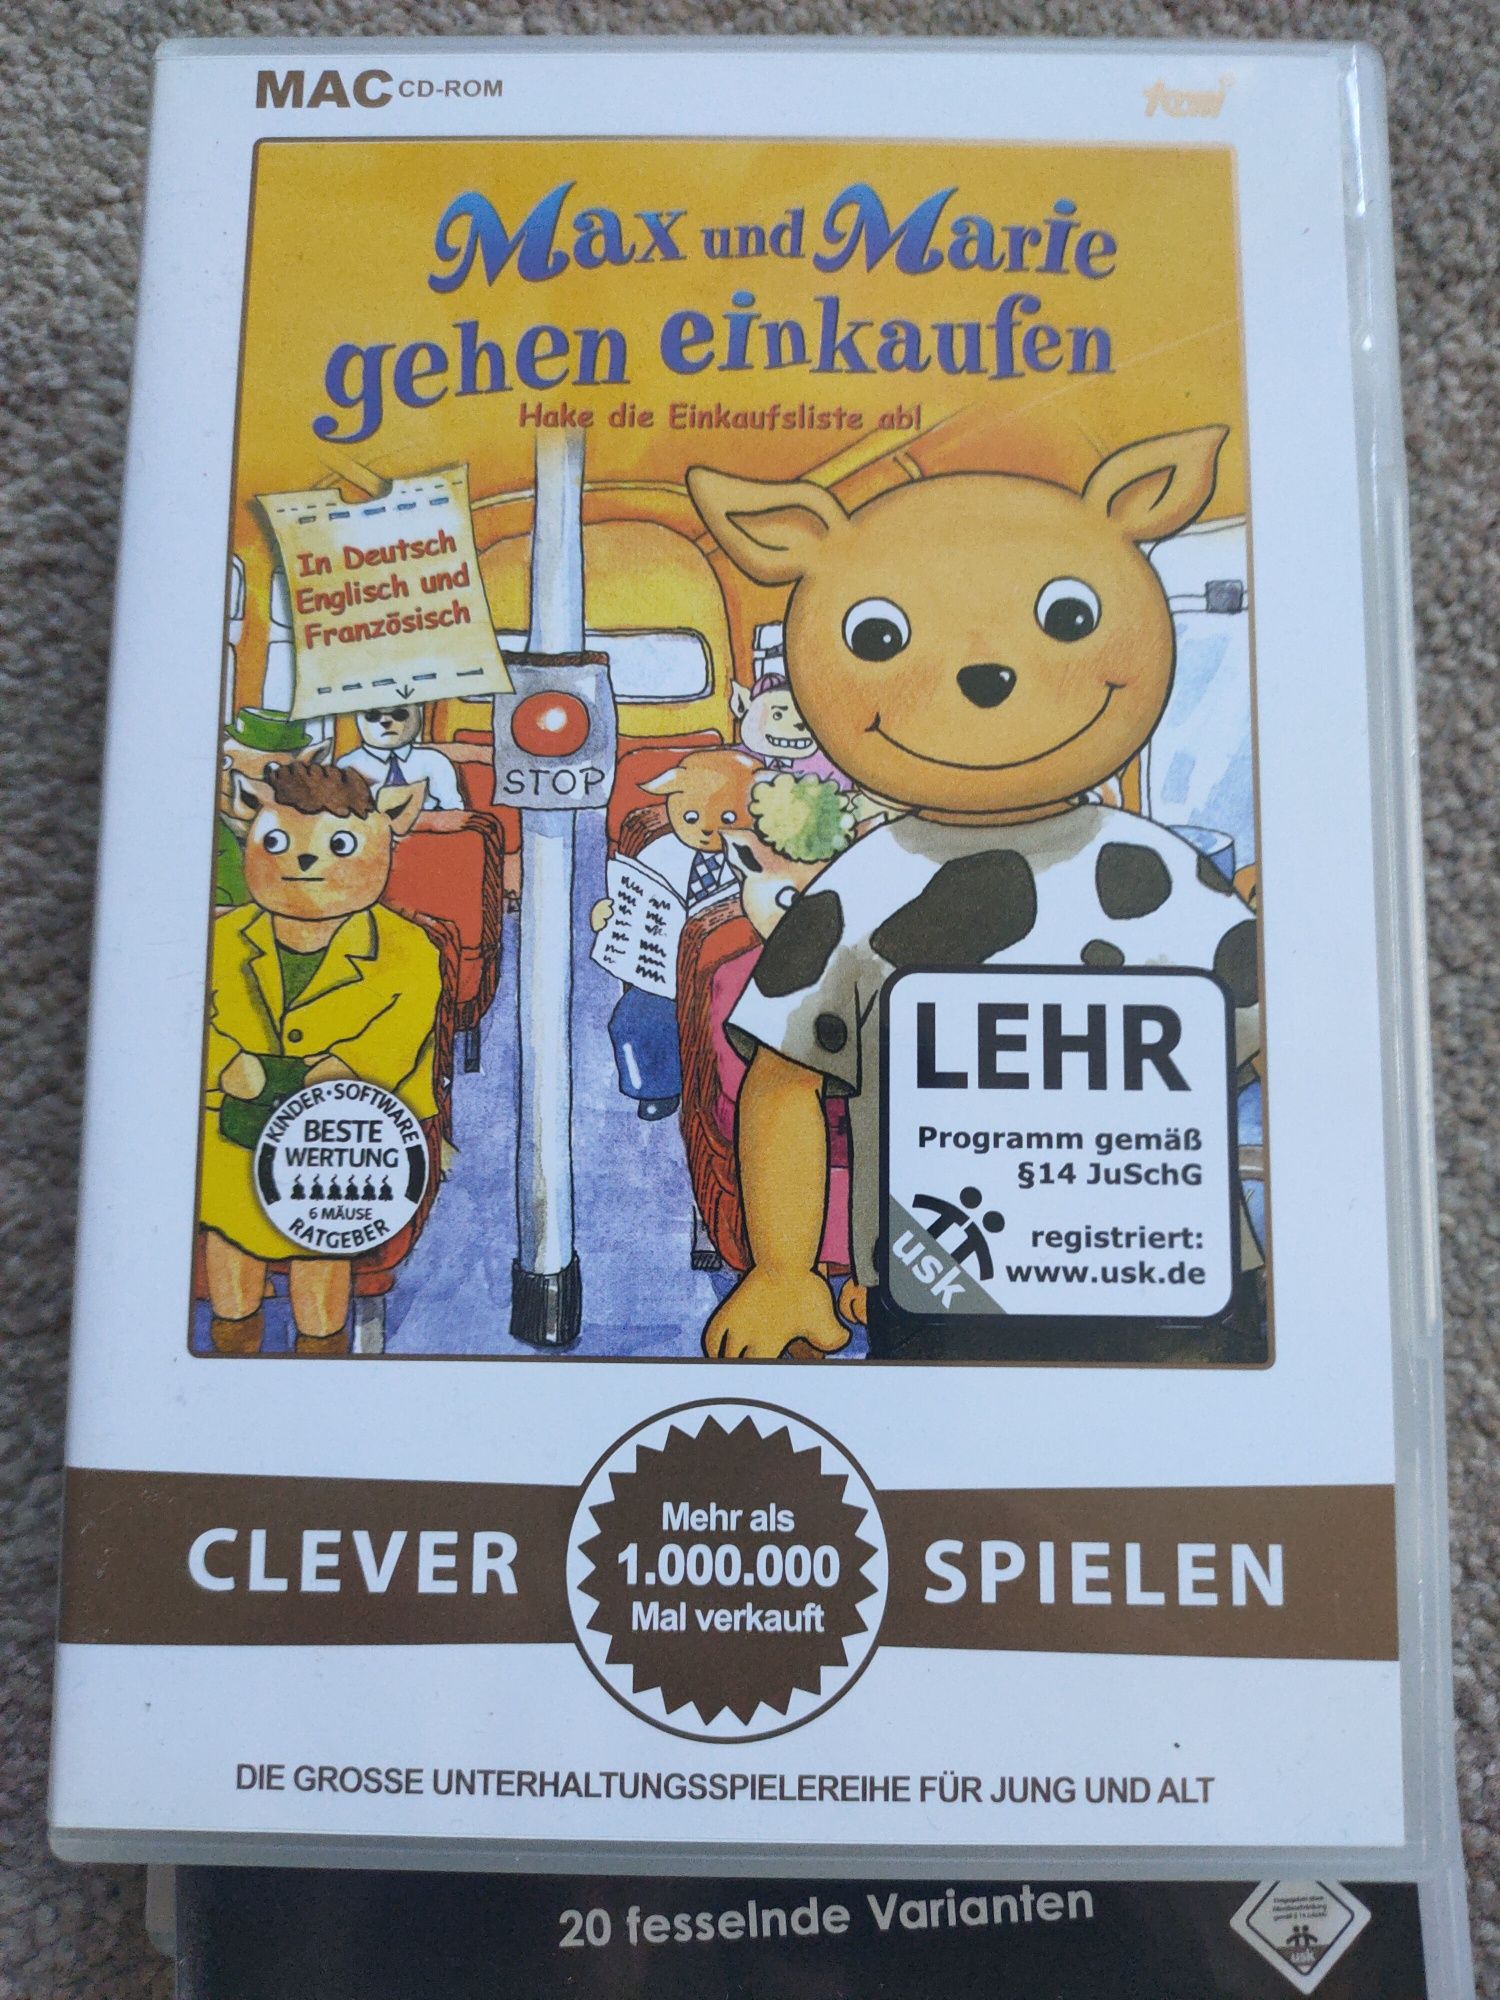 MAC CD-ROM
tewi
Max und Marie
gehen einkaufen
Hake die Einkaufsliste ab!
In Deutsch
Englisch und
Französisch
STOP
KINDER·SOFTWARE
BESTE
WERTUNG
6 MÄUSE
RATGEBER
LEHR
Programm gemäß
§14 JuSchG
registriert:
www.usk.de
usk
CLEVER
Mehr als
1.000.000
Mal verkauft
SPIELEN
DIE GROSSE UNTERHALTUNGSSPIELEREIHE FÜR JUNG UND ALT
20 fesselnde Varianten
usk